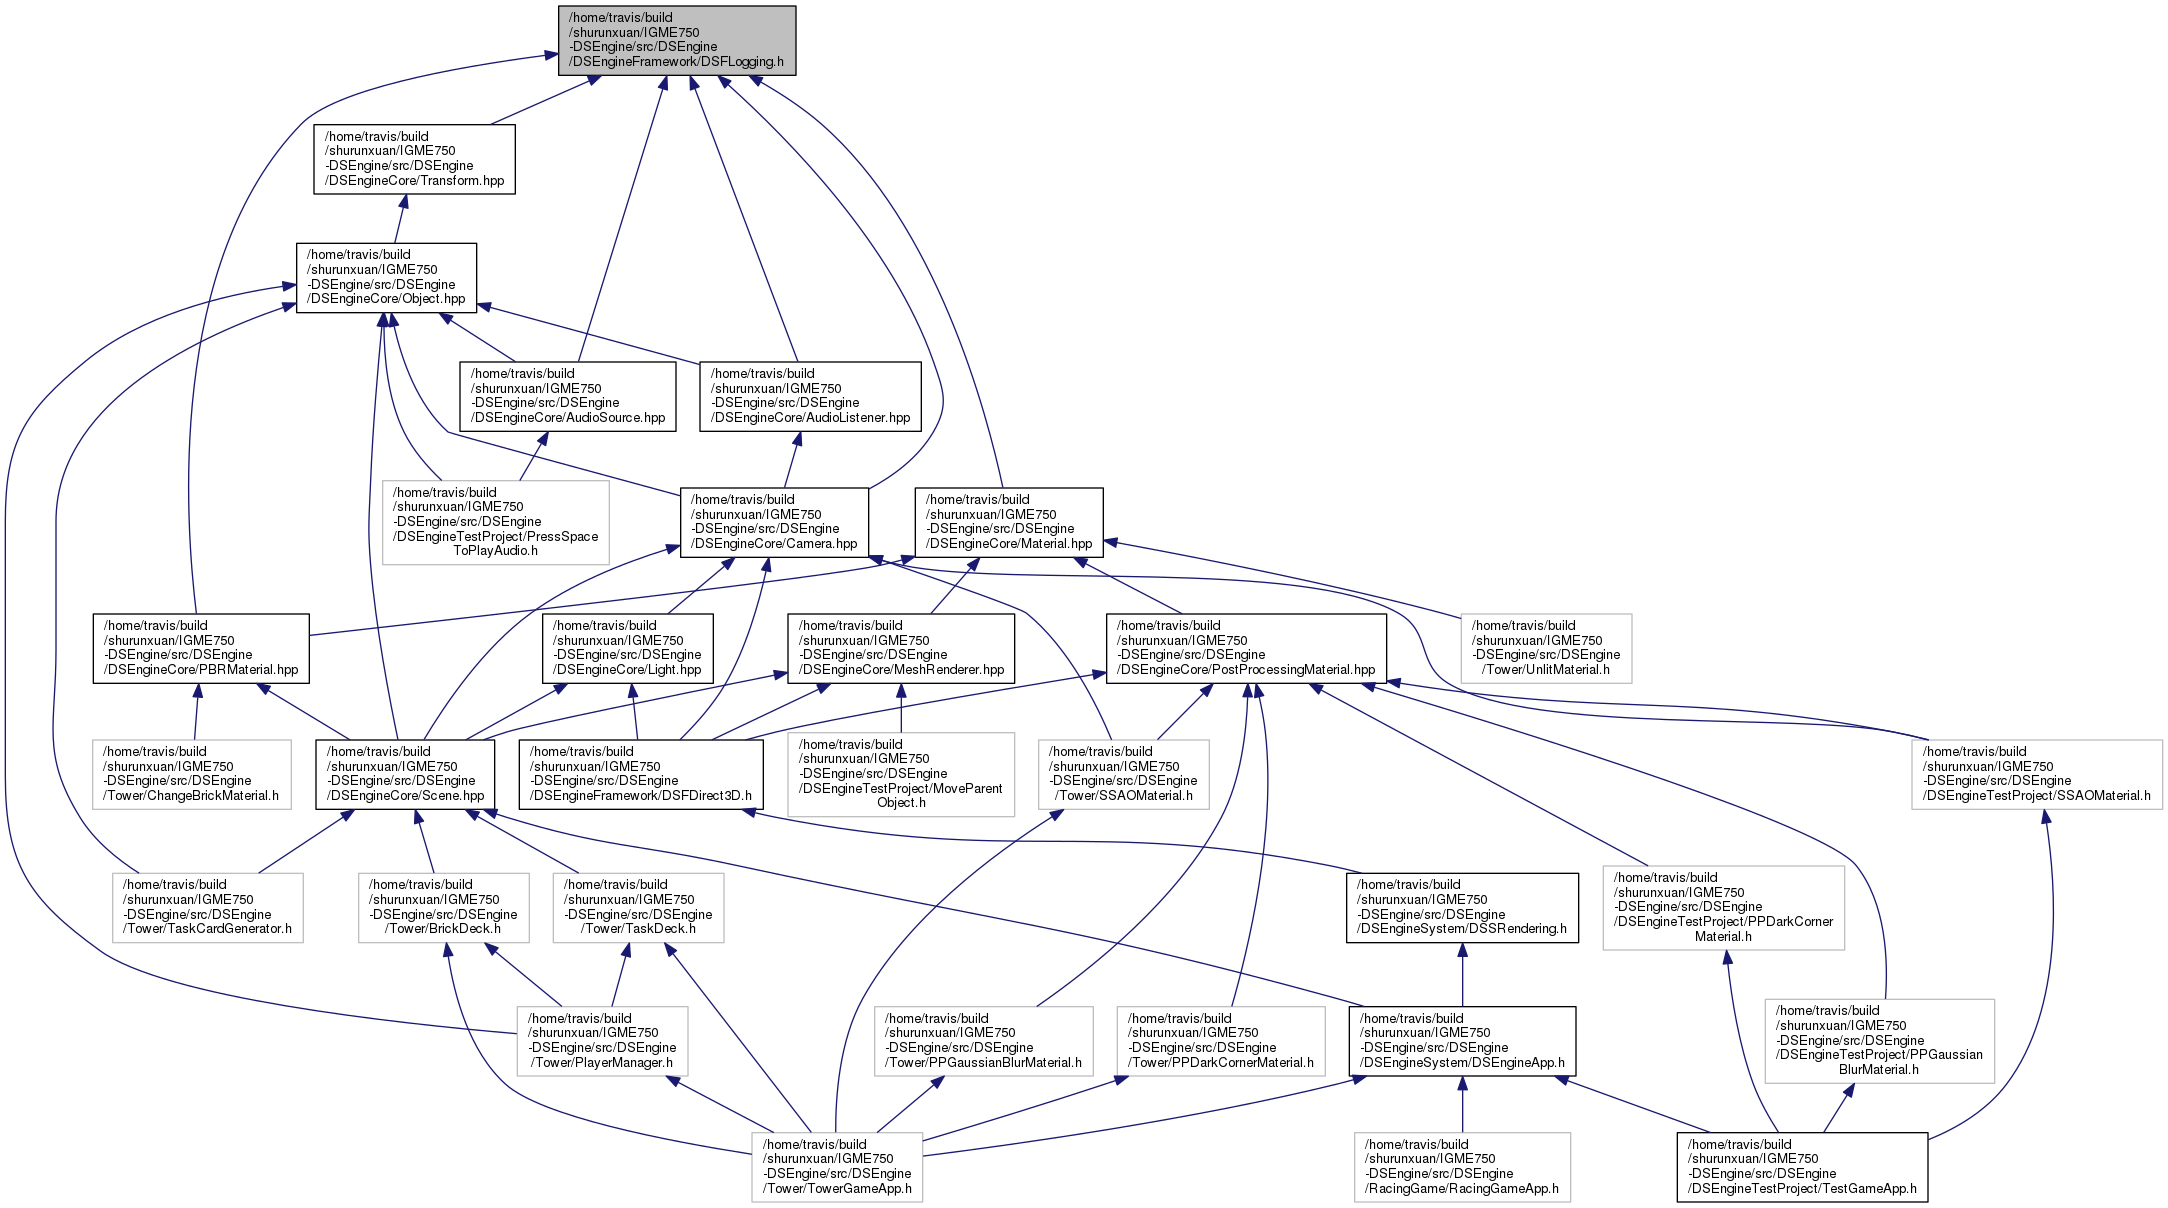 /home/travis/build
/shurunxuan/IGME750
-DSEngine/src/DSEngine
/DSEngineFramework/DSFLogging.h
/home/travis/build
/shurunxuan/IGME750
-DSEngine/src/DSEngine
/DSEngineCore/Transform.hpp
/home/travis/build
/shurunxuan/IGME750
-DSEngine/src/DSEngine
/DSEngineCore/Object.hpp
/home/travis/build
/shurunxuan/IGME750
-DSEngine/src/DSEngine
/DSEngineCore/AudioSource.hpp
/home/travis/build
/shurunxuan/IGME750
-DSEngine/src/DSEngine
/DSEngineCore/AudioListener.hpp
/home/travis/build
/shurunxuan/IGME750
-DSEngine/src/DSEngine
/DSEngineTestProject/PressSpace
ToPlayAudio.h
/home/travis/build
/shurunxuan/IGME750
-DSEngine/src/DSEngine
/DSEngineCore/Camera.hpp
/home/travis/build
/shurunxuan/IGME750
-DSEngine/src/DSEngine
/DSEngineCore/Material.hpp
/home/travis/build
/shurunxuan/IGME750
-DSEngine/src/DSEngine
/DSEngineCore/PBRMaterial.hpp
/home/travis/build
/shurunxuan/IGME750
-DSEngine/src/DSEngine
/DSEngineCore/Light.hpp
/home/travis/build
/shurunxuan/IGME750
-DSEngine/src/DSEngine
/DSEngineCore/MeshRenderer.hpp
/home/travis/build
/shurunxuan/IGME750
-DSEngine/src/DSEngine
/DSEngineCore/PostProcessingMaterial.hpp
/home/travis/build
/shurunxuan/IGME750
-DSEngine/src/DSEngine
/Tower/UnlitMaterial.h
/home/travis/build
/shurunxuan/IGME750
-DSEngine/src/DSEngine
/Tower/ChangeBrickMaterial.h
/home/travis/build
/shurunxuan/IGME750
-DSEngine/src/DSEngine
/DSEngineCore/Scene.hpp
/home/travis/build
/shurunxuan/IGME750
-DSEngine/src/DSEngine
/DSEngineFramework/DSFDirect3D.h
/home/travis/build
/shurunxuan/IGME750
-DSEngine/src/DSEngine
/DSEngineTestProject/MoveParent
Object.h
/home/travis/build
/shurunxuan/IGME750
-DSEngine/src/DSEngine
/Tower/SSAOMaterial.h
/home/travis/build
/shurunxuan/IGME750
-DSEngine/src/DSEngine
/DSEngineTestProject/SSAOMaterial.h
/home/travis/build
/shurunxuan/IGME750
-DSEngine/src/DSEngine
/Tower/TaskCardGenerator.h
/home/travis/build
/shurunxuan/IGME750
-DSEngine/src/DSEngine
/Tower/BrickDeck.h
/home/travis/build
/shurunxuan/IGME750
-DSEngine/src/DSEngine
/Tower/TaskDeck.h
/home/travis/build
/shurunxuan/IGME750
-DSEngine/src/DSEngine
/DSEngineSystem/DSSRendering.h
/home/travis/build
/shurunxuan/IGME750
-DSEngine/src/DSEngine
/DSEngineTestProject/PPDarkCorner
Material.h
/home/travis/build
/shurunxuan/IGME750
-DSEngine/src/DSEngine
/Tower/PlayerManager.h
/home/travis/build
/shurunxuan/IGME750
-DSEngine/src/DSEngine
/Tower/PPGaussianBlurMaterial.h
/home/travis/build
/shurunxuan/IGME750
-DSEngine/src/DSEngine
/Tower/PPDarkCornerMaterial.h
/home/travis/build
/shurunxuan/IGME750
-DSEngine/src/DSEngine
/DSEngineSystem/DSEngineApp.h
/home/travis/build
/shurunxuan/IGME750
-DSEngine/src/DSEngine
/DSEngineTestProject/PPGaussian
BlurMaterial.h
/home/travis/build
/shurunxuan/IGME750
-DSEngine/src/DSEngine
/Tower/TowerGameApp.h
/home/travis/build
/shurunxuan/IGME750
-DSEngine/src/DSEngine
/RacingGame/RacingGameApp.h
/home/travis/build
/shurunxuan/IGME750
-DSEngine/src/DSEngine
/DSEngineTestProject/TestGameApp.h